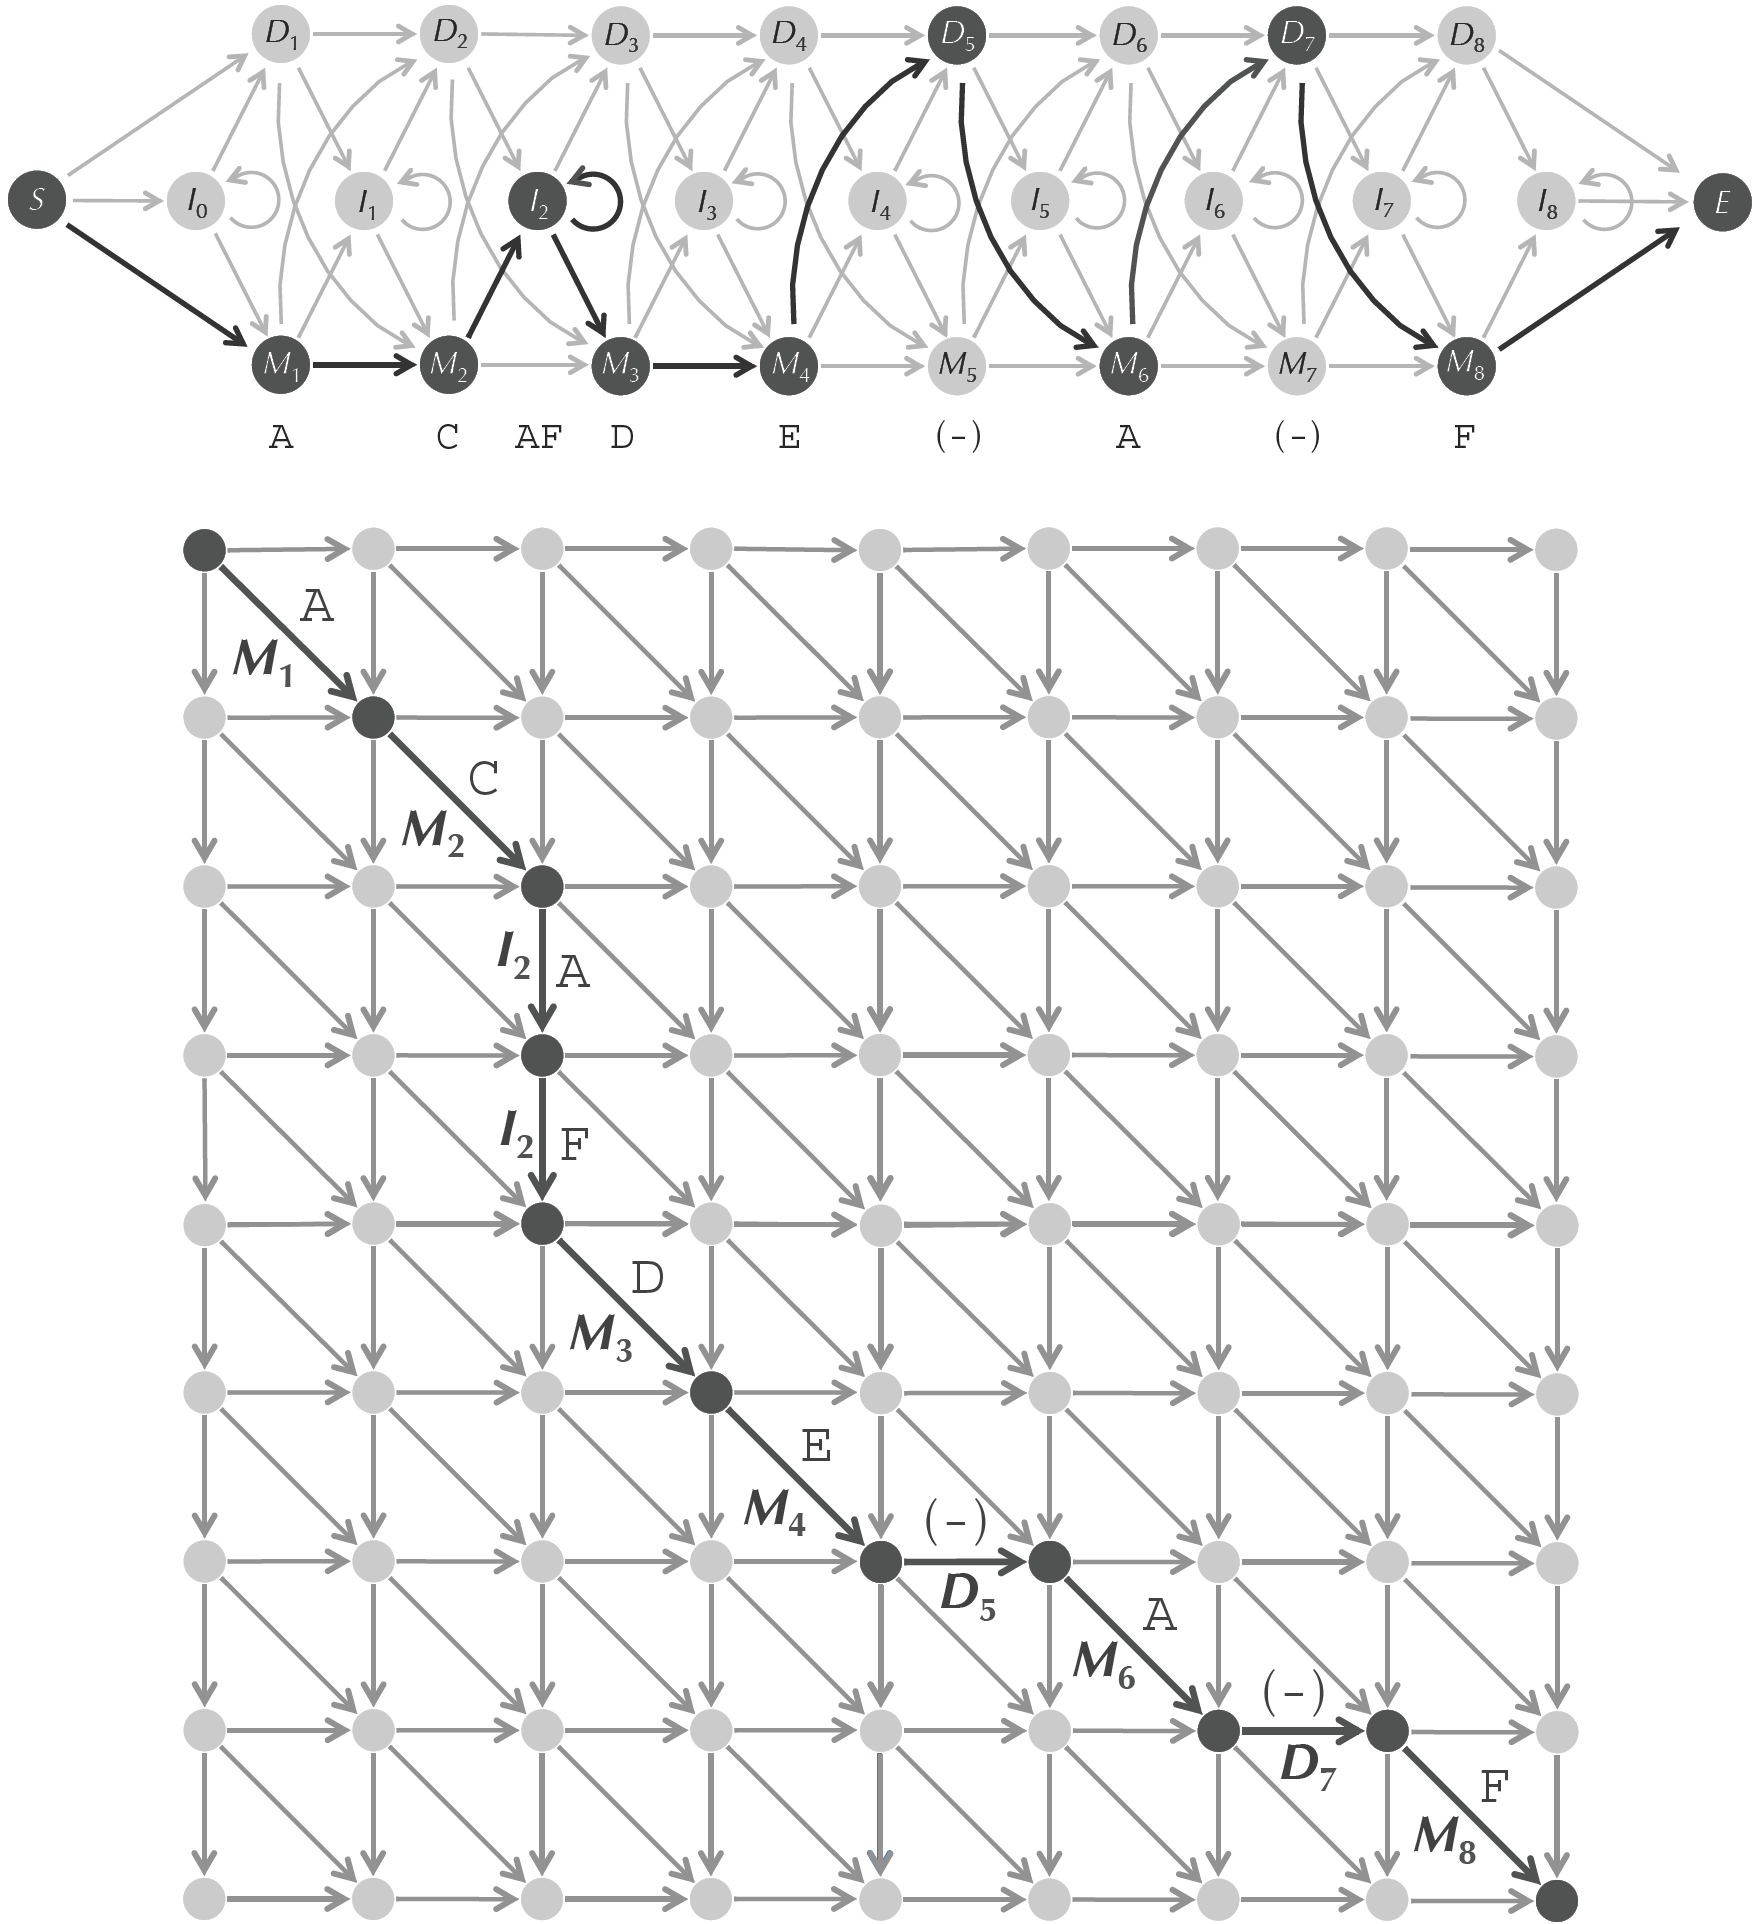 D1 D2 D3 D4 D5 D6 D7 D8
S I0 I1 I2 I3 I4 I5 I6 I7 I8 E
M1 M2 M3 M4 M5 M6 M7 M8
A C AF D E (-) A (-) F
A
M1
C
M2
I2 A
I2 F
D
M3
E
M4
(-)
D5
A
M6
(-)
D7
F
M8